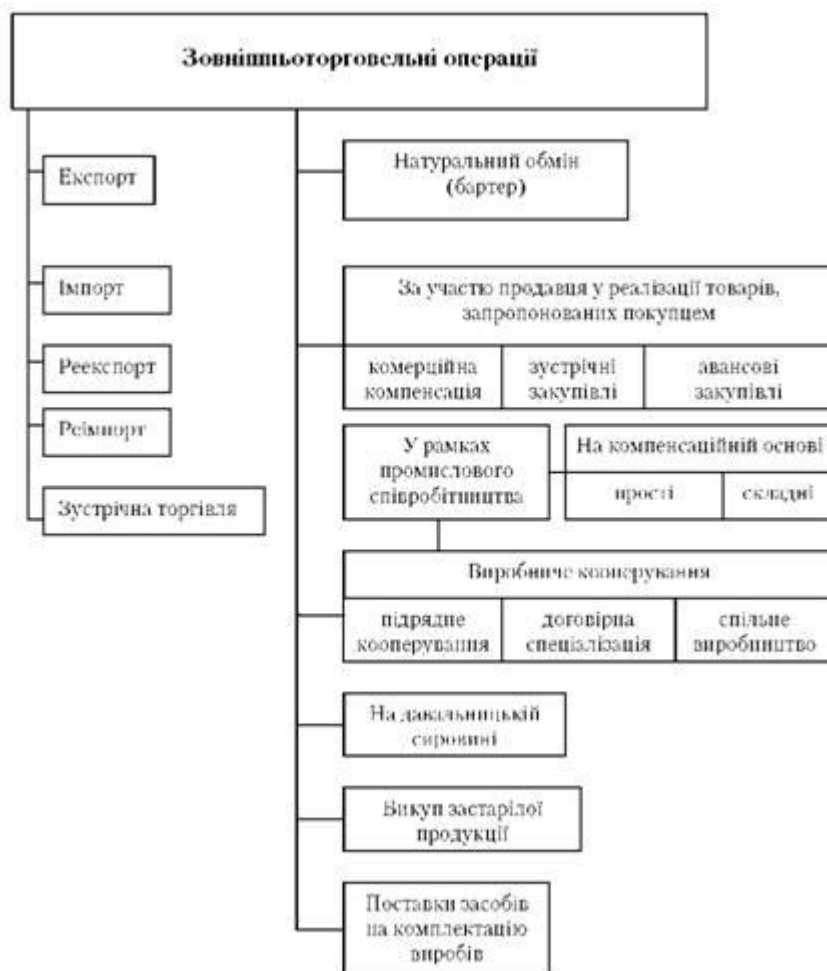 Зовнішньоторговельні операції
Експорт
Імпорт
Реекспорт
Реімпорт
Зустрічна торгівля
Натуральний обмін
(бартер)
За участю продавця у реалізації товарів,
запропонованих покупцем
комерційна
компенсація
зустрічні
закупівлі
авансові
закупівлі
У рамках
промислового
співробітництва
На компенсаційній основі
прості
складні
Виробниче кооперування
підрядне
кооперування
договірна
спеціалізація
спільне
виробництво
На давальницькій
сировині
Викуп застарілої
продукції
Поставки засобів
на комплектацію
виробів